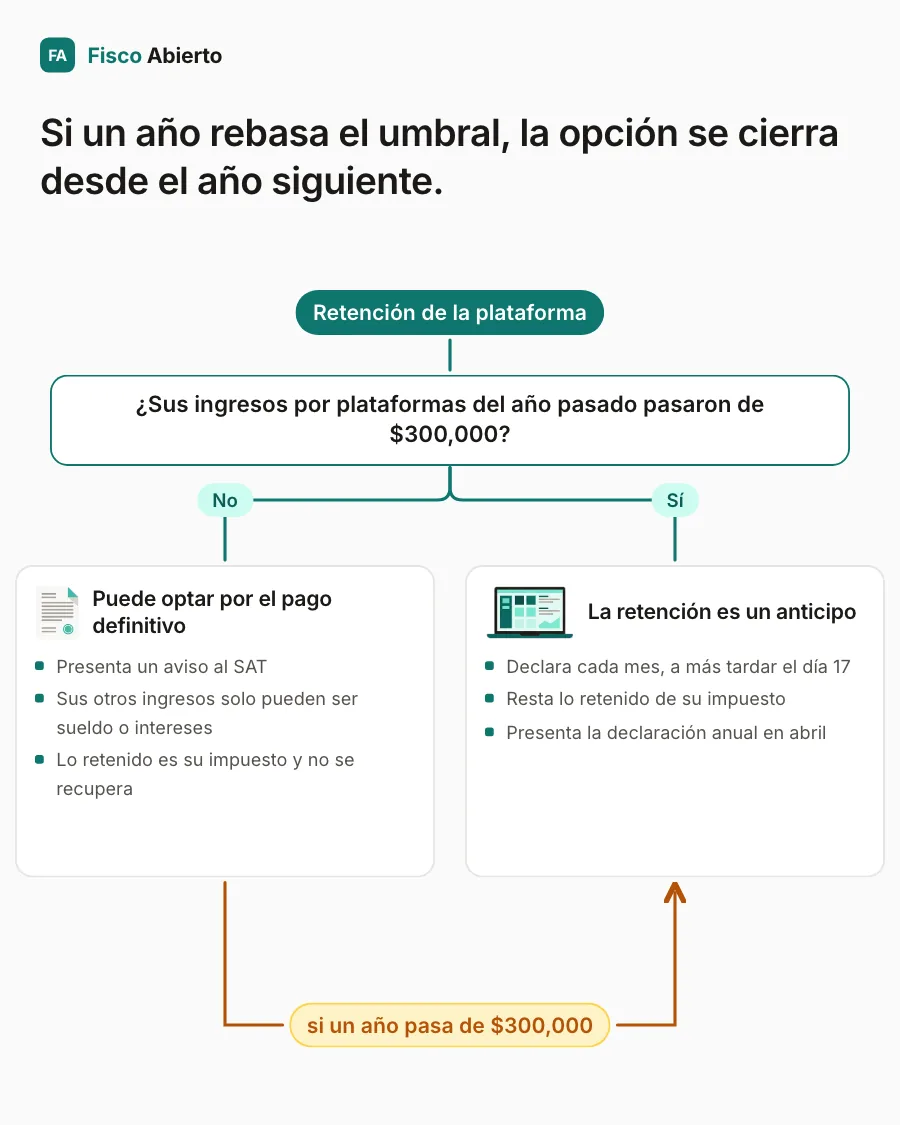 FA
Fisco Abierto
Si un año rebasa el umbral, la opción se cierra
desde el año siguiente.
Retención de la plataforma
¿Sus ingresos por plataformas del año pasado pasaron de
$300,000?
No
Sí
Puede optar por el pago
definitivo
Presenta un aviso al SAT
Sus otros ingresos solo pueden ser
sueldo o intereses
Lo retenido es su impuesto y no se
recupera
La retención es un anticipo
Declara cada mes, a más tardar el día 17
Resta lo retenido de su impuesto
Presenta la declaración anual en abril
si un año pasa de $300,000